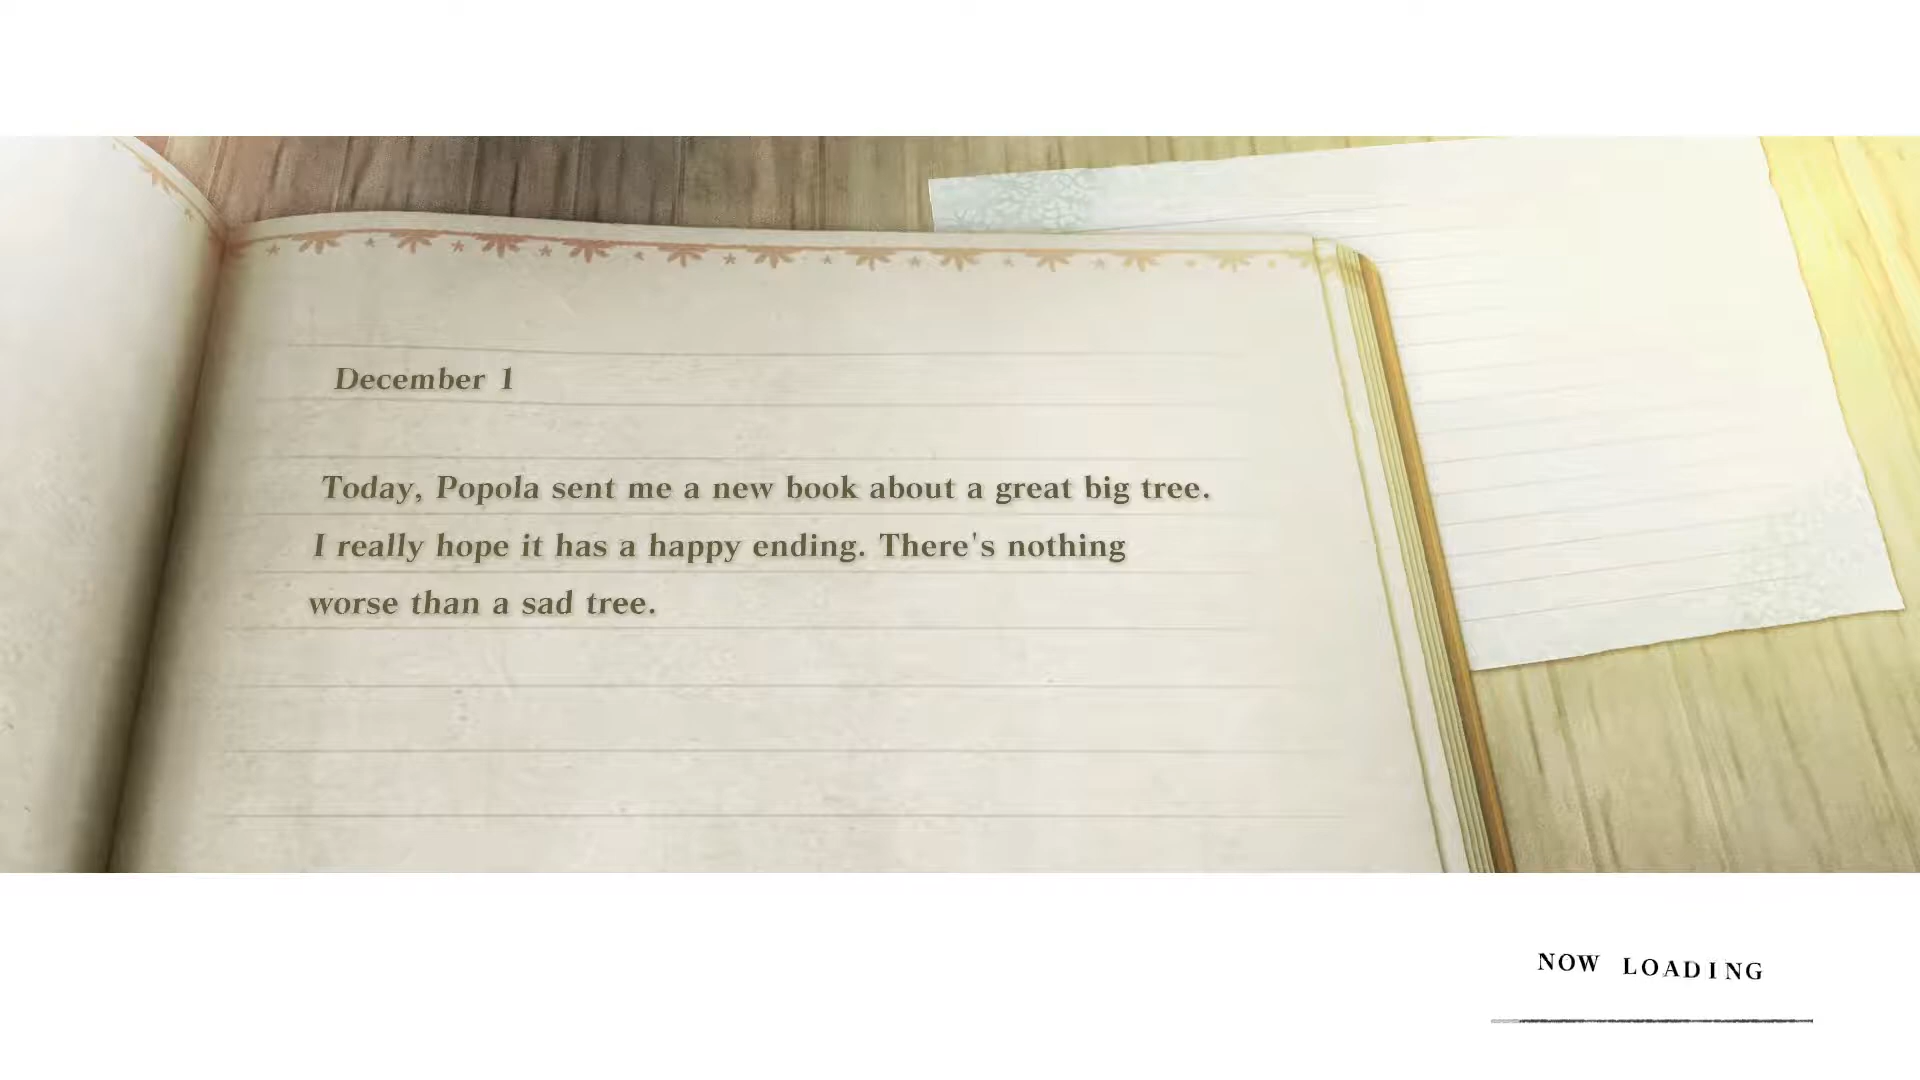 December 1
Today, Popola sent me a new book about a great big tree.
I really hope it has a happy ending. There's nothing
worse than a sad tree.
NOW LOADING